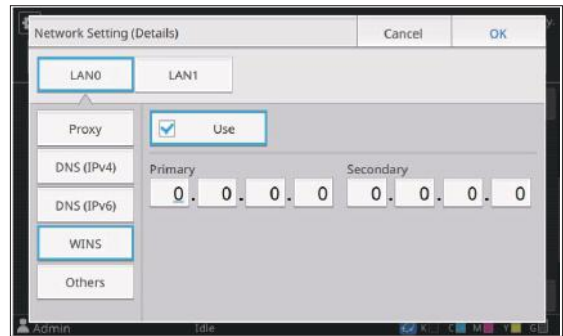 Network Setting (Details)
Cancel
OK
LAN0
LAN1
Proxy
DNS (IPv4)
DNS (IPv6)
WINS
Others
Use
Primary
Secondary
0. 0. 0. 0
0. 0. 0. 0
Admin
Idle
K C M Y G